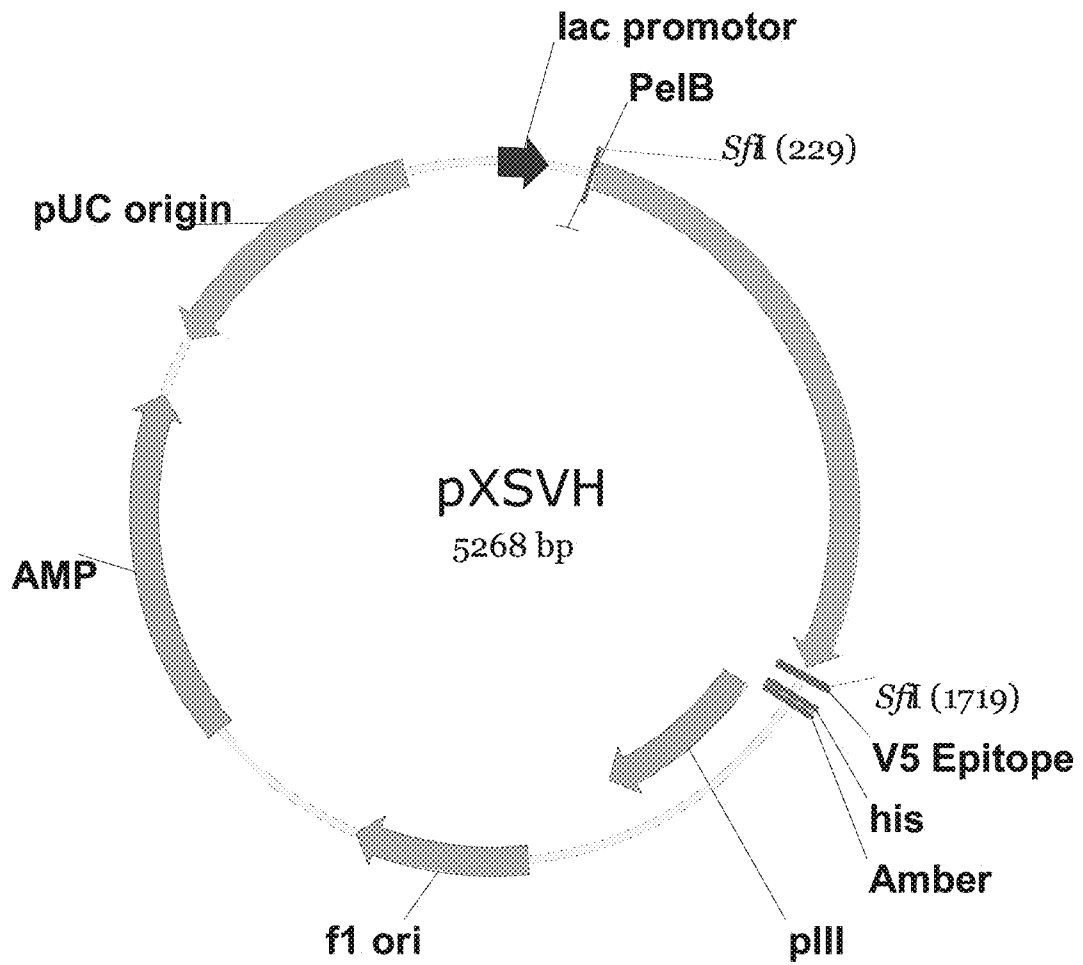 lac promotor
PelB
SfiI (229)
pUC origin
pXSVH
5268 bp
AMP
SfiI (1719)
V5 Epitope
his
Amber
f1 ori
pIII